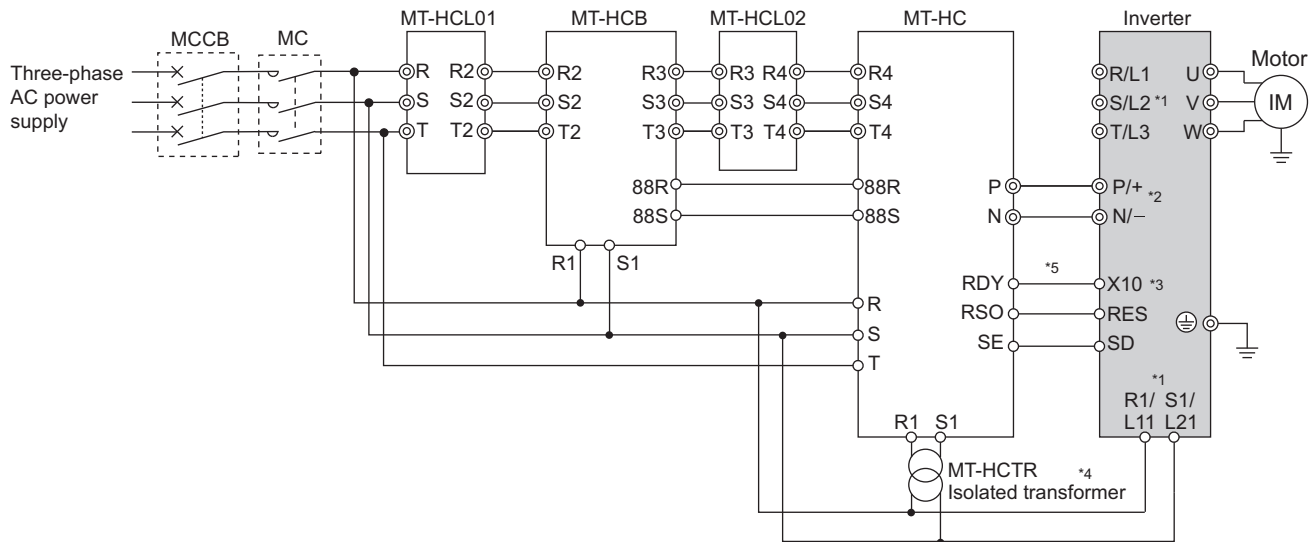 MT-HCL01 MT-HCB MT-HCL02 MT-HC Inverter
MCCB MC Motor
Three-phase
AC power
supply
R R2 R2 R3 R3 R4 R4 R/L1 U
S S2 S2 S3 S3 S4 S4 S/L2 *1 V IM
T T2 T2 T3 T3 T4 T4 T/L3 W
88R 88R P P/+ *2
88S 88S N N/−
R1 S1
*5
RDY X10 *3
R RSO RES
S SE SD
T
*1
R1/ S1/
R1 S1 L11 L21
MT-HCTR *4
Isolated transformer